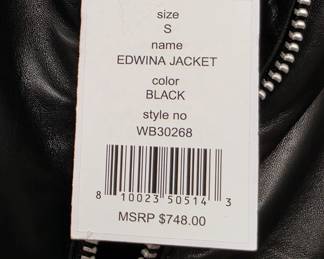 size
S
name
EDWINA JACKET
color
BLACK
style no
WB30268
8 10023 50514 3
MSRP $748.00